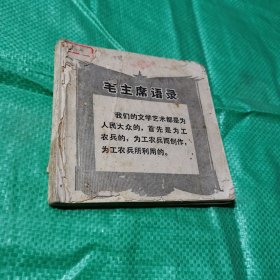 毛主席语录
我们的文学艺术都是为
人民大众的，首先是为工
农兵的，为工农兵而创作，
为工农兵所利用的。